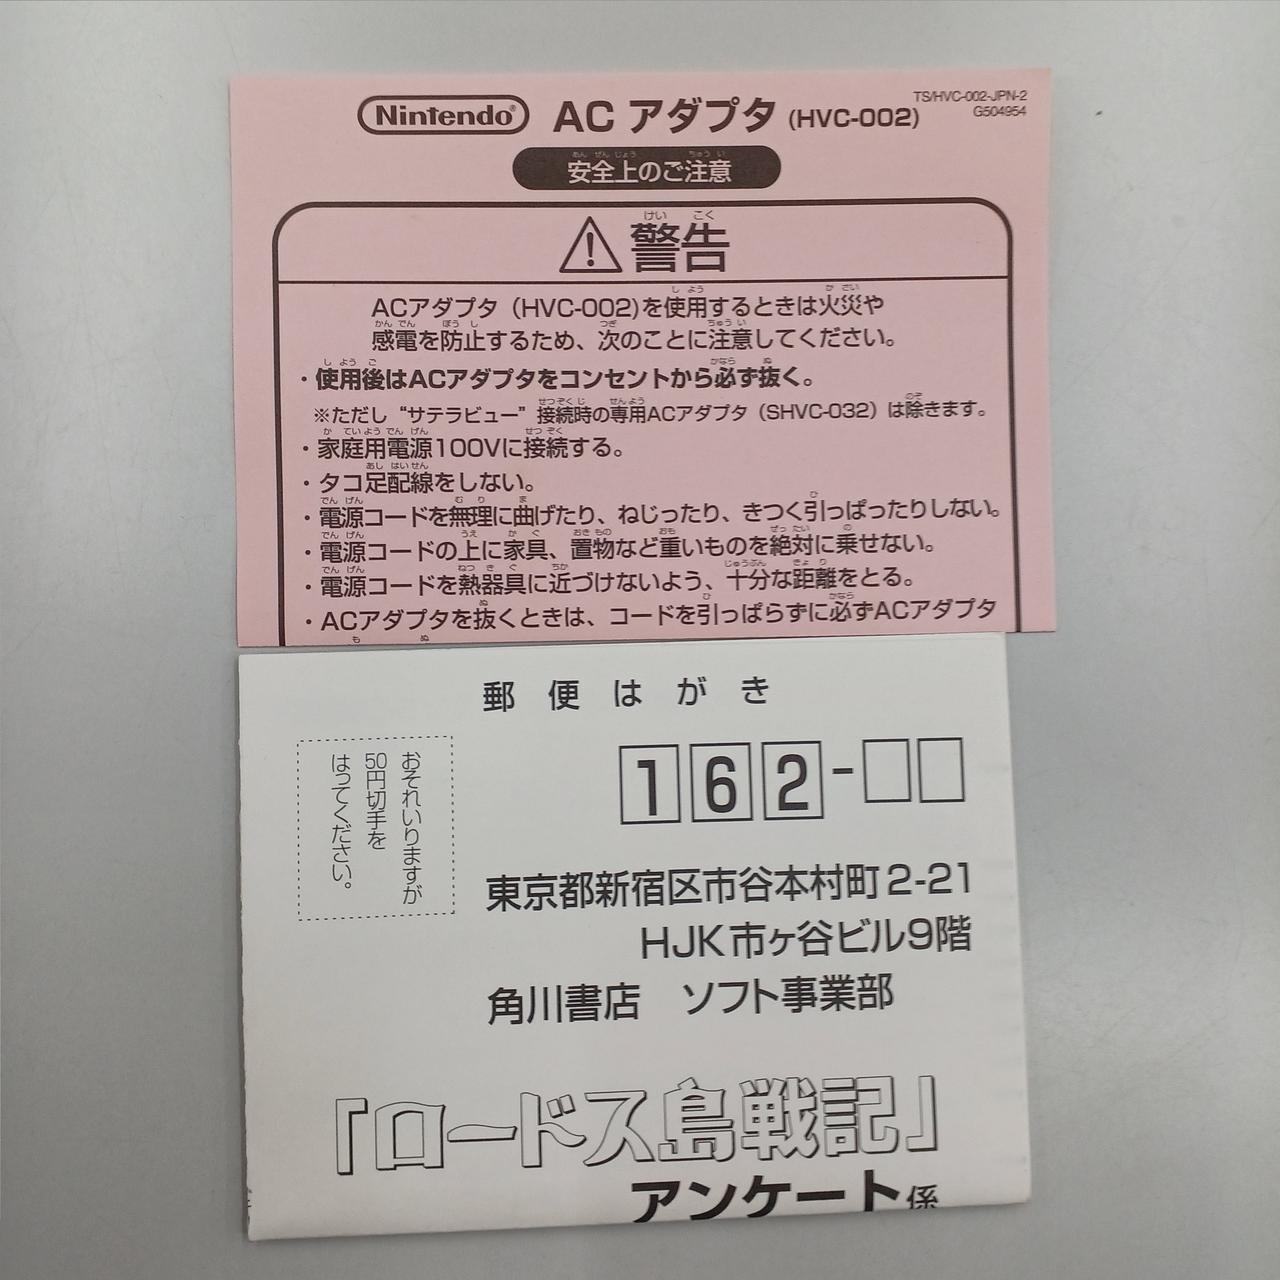 Nintendo® ACアダプタ (HVC-002)
TS/HVC-002-JPN-2
G504954
安全上のご注意
警告
ACアダプタ（HVC-002)を使用するときは火災や
感電を防止するため、次のことに注意してください。
・使用後はACアダプタをコンセントから必ず抜く。
※ただし“サテラビュー”接続時の専用ACアダプタ（SHVC-032）は除きます。
・家庭用電源100Vに接続する。
・タコ足配線をしない。
・電源コードを無理に曲げたり、ねじったり、きつく引っぱったりしない。
・電源コードの上に家具、置物など重いものを絶対に乗せない。
・電源コードを熱器具に近づけないよう、十分な距離をとる。
・ACアダプタを抜くときは、コードを引っぱらずに必ずACアダプタ
郵便はがき
おそれいりますが
50円切手を
はってください。
162-
東京都新宿区市谷本村町2-21
HJK市ヶ谷ビル9階
角川書店　ソフト事業部
「ロードス島戦記」
アンケート係